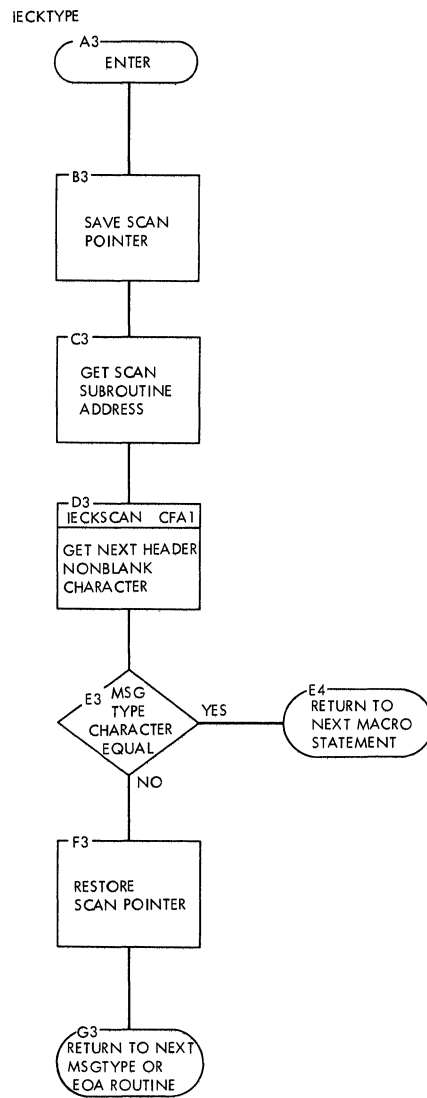 IECKTYPE
A3
ENTER
B3
SAVE SCAN
POINTER
C3
GET SCAN
SUBROUTINE
ADDRESS
D3
IECKSCAN CFA1
GET NEXT HEADER
NONBLANK
CHARACTER
E3 MSG
TYPE
CHARACTER
EQUAL
YES
E4
RETURN TO
NEXT MACRO
STATEMENT
NO
F3
RESTORE
SCAN POINTER
G3
RETURN TO NEXT
MSGTYPE OR
EOA ROUTINE